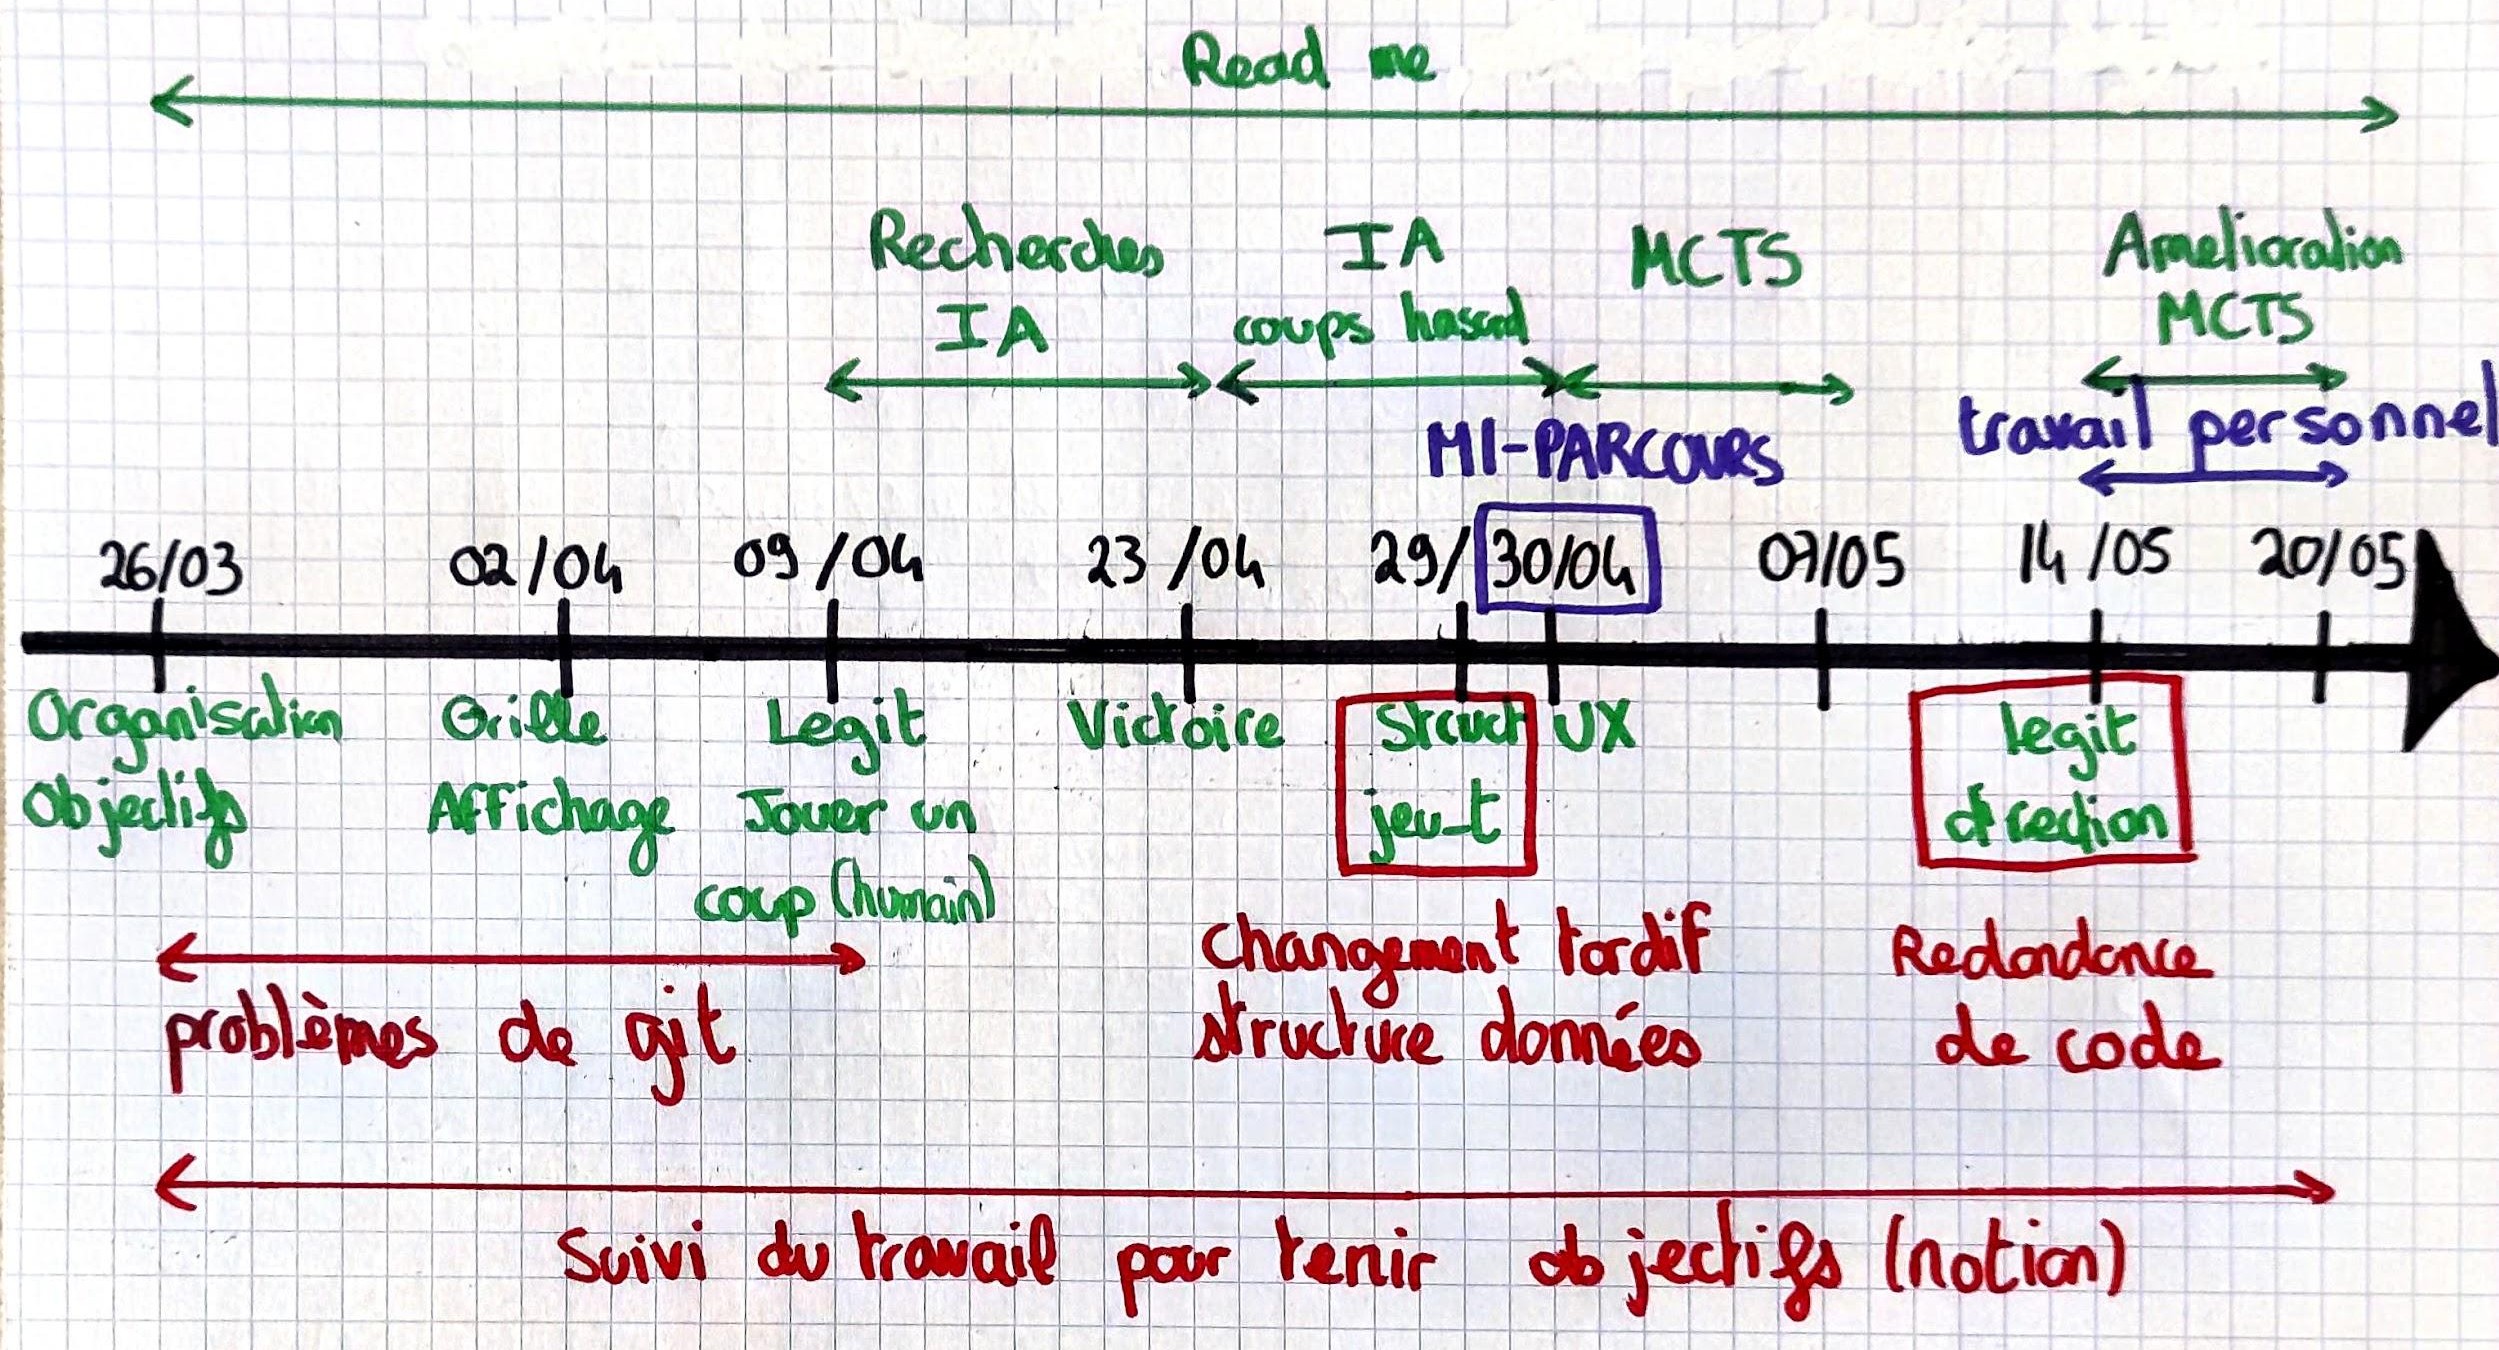 Read me
Recherches
IA
IA
coups hasard
MCTS
Amelioration
MCTS
MI-PARCOURS
travail personnel
26/03
02/04
09/04
23/04
29/30/04
07/05
14/05
20/05
Organisation
Objectifs
Grille
Affichage
Legit
Jouer un
coup (humain)
Victoire
Struct
jeu_t
UX
legit
direction
problèmes de git
Changement tardif
structure données
Redondance
de code
Suivi du travail pour tenir objectifs (notion)